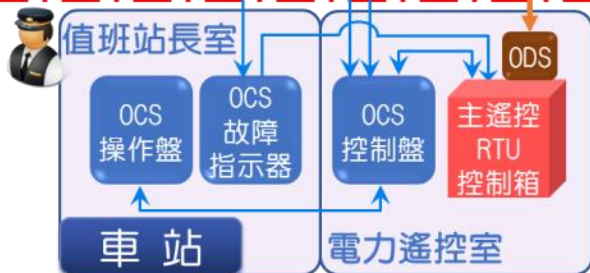 值班站長室
ODS
OCS
操作盤
OCS
故障
指示器
OCS
控制盤
主遙控
RTU
控制箱
車站
電力遙控室